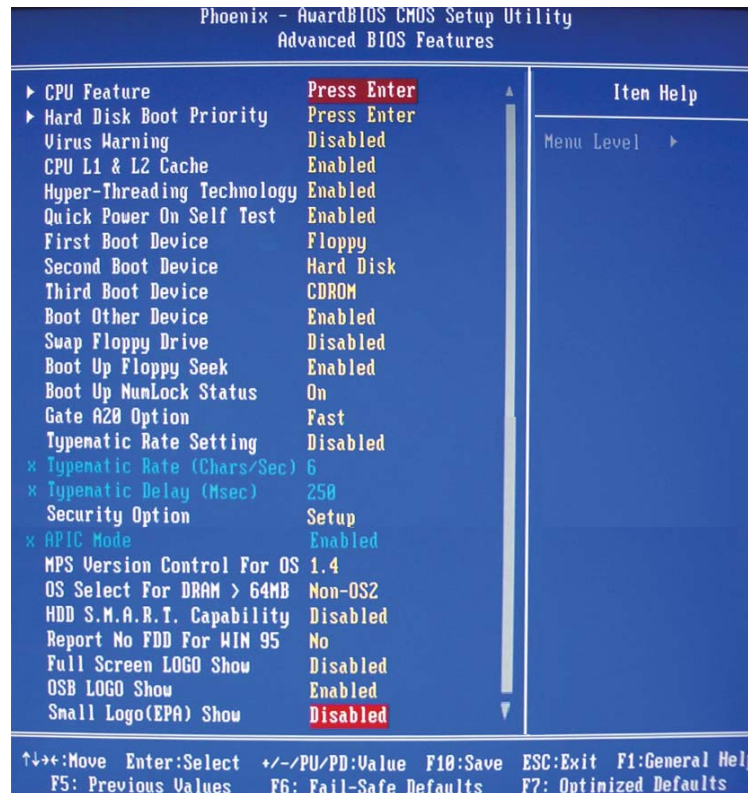 Phoenix - AwardBIOS CMOS Setup Utility
Advanced BIOS Features
CPU Feature Press Enter
Hard Disk Boot Priority Press Enter
Virus Warning Disabled
CPU L1 & L2 Cache Enabled
Hyper-Threading Technology Enabled
Quick Power On Self Test Enabled
First Boot Device Floppy
Second Boot Device Hard Disk
Third Boot Device CDROM
Boot Other Device Enabled
Swap Floppy Drive Disabled
Boot Up Floppy Seek Enabled
Boot Up NumLock Status On
Gate A20 Option Fast
Typematic Rate Setting Disabled
x Typematic Rate (Chars/Sec) 6
x Typematic Delay (Msec) 250
Security Option Setup
x APIC Mode Enabled
MPS Version Control For OS 1.4
OS Select For DRAM > 64MB Non-OS2
HDD S.M.A.R.T. Capability Disabled
Report No FDD For WIN 95 No
Full Screen LOGO Show Disabled
OSB LOGO Show Enabled
Small Logo(EPA) Show Disabled
Item Help
Menu Level
↑↓→←:Move Enter:Select +/-/PU/PD:Value F10:Save ESC:Exit F1:General Hel
F5: Previous Values F6: Fail-Safe Defaults F7: Optimized Defaults